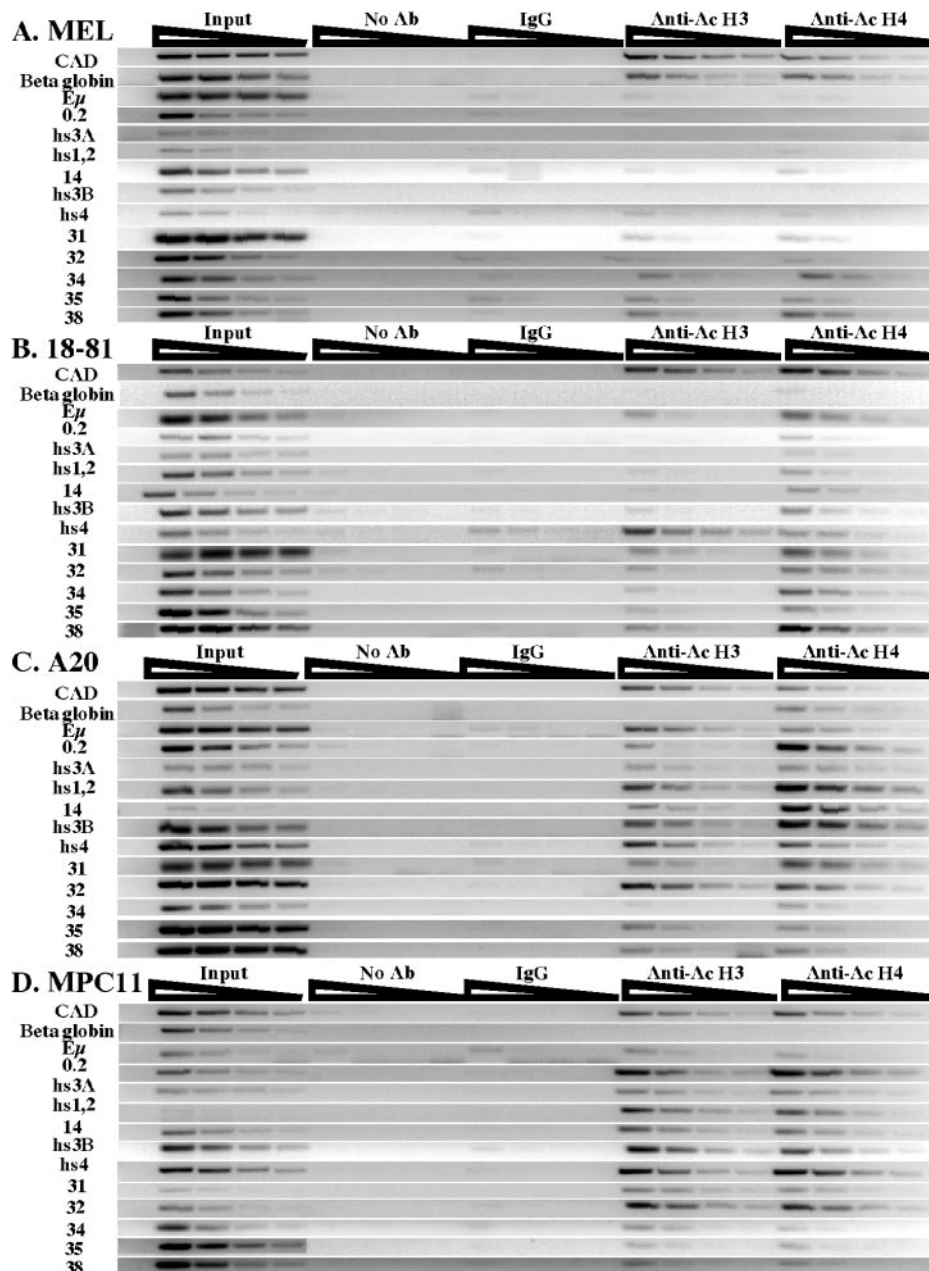 A. MEL Input No Ab IgG Anti-Ac H3 Anti-Ac H4
CAD
Beta globin
Eµ
0.2
hs3A
hs1,2
14
hs3B
hs4
31
32
34
35
38
B. 18-81 Input No Ab IgG Anti-Ac H3 Anti-Ac H4
CAD
Beta globin
Eµ
0.2
hs3A
hs1,2
14
hs3B
hs4
31
32
34
35
38
C. A20 Input No Ab IgG Anti-Ac H3 Anti-Ac H4
CAD
Beta globin
Eµ
0.2
hs3A
hs1,2
14
hs3B
hs4
31
32
34
35
38
D. MPC11 Input No Ab IgG Anti-Ac H3 Anti-Ac H4
CAD
Beta globin
Eµ
0.2
hs3A
hs1,2
14
hs3B
hs4
31
32
34
35
38